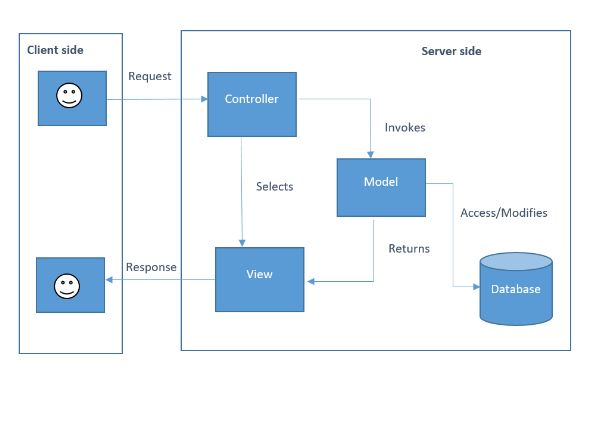 Client side
Server side
Request
Controller
Invokes
Selects
Model
Access/Modifies
Returns
Response
View
Database